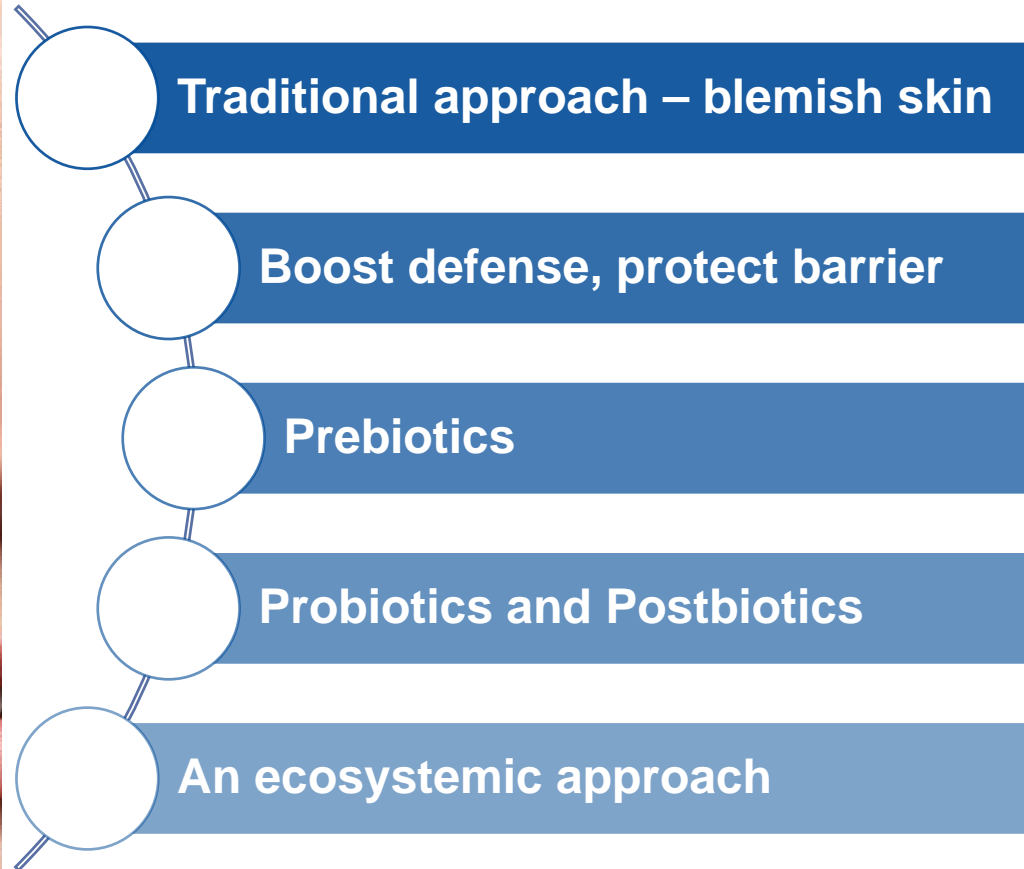 Traditional approach – blemish skin
Boost defense, protect barrier
Prebiotics
Probiotics and Postbiotics
An ecosystemic approach